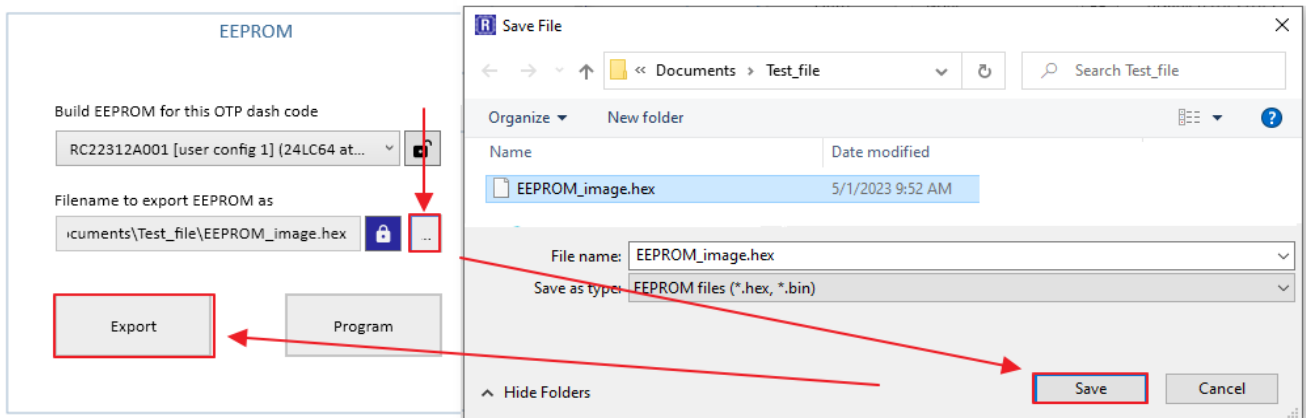 EEPROM
Build EEPROM for this OTP dash code
RC22312A001 [user config 1] (24LC64 at...
Filename to export EEPROM as
ocuments\Test_file\EEPROM_image.hex
..
Export
Program
R Save File
« Documents › Test_file
Search Test_file
Organize
New folder
?
Name
Date modified
EEPROM_image.hex
5/1/2023 9:52 AM
File name: EEPROM_image.hex
Save as type: EEPROM files (*.hex, *.bin)
Hide Folders
Save
Cancel